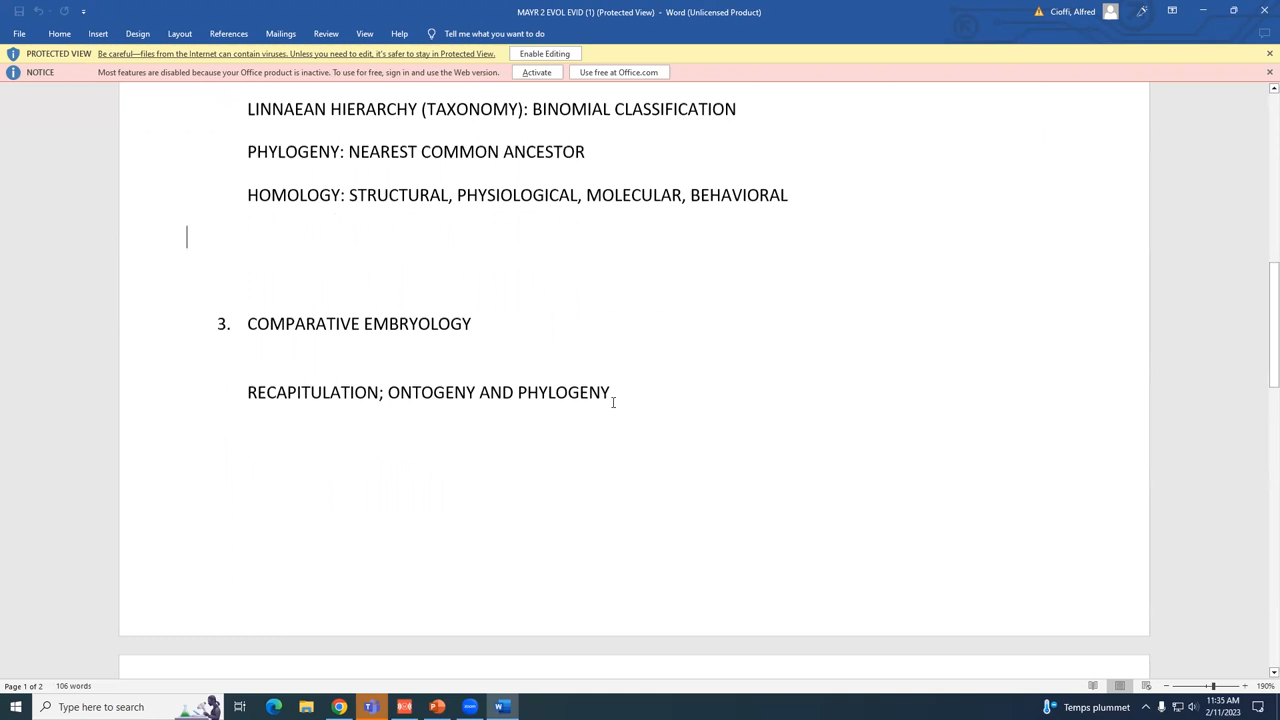 MAYR 2 EVOL EVID (1) (Protected View) - Word (Unlicensed Product)
Cioffi, Alfred
File Home Insert Design Layout References Mailings Review View Help Tell me what you want to do
PROTECTED VIEW Be careful—files from the Internet can contain viruses. Unless you need to edit, it's safer to stay in Protected View. Enable Editing
NOTICE Most features are disabled because your Office product is inactive. To use for free, sign in and use the Web version. Activate Use free at Office.com
LINNAEAN HIERARCHY (TAXONOMY): BINOMIAL CLASSIFICATION
PHYLOGENY: NEAREST COMMON ANCESTOR
HOMOLOGY: STRUCTURAL, PHYSIOLOGICAL, MOLECULAR, BEHAVIORAL
3. COMPARATIVE EMBRYOLOGY
RECAPITULATION; ONTOGENY AND PHYLOGENY
Page 1 of 2 106 words 190%
Type here to search
Temps plummet
11:35 AM
2/11/2023